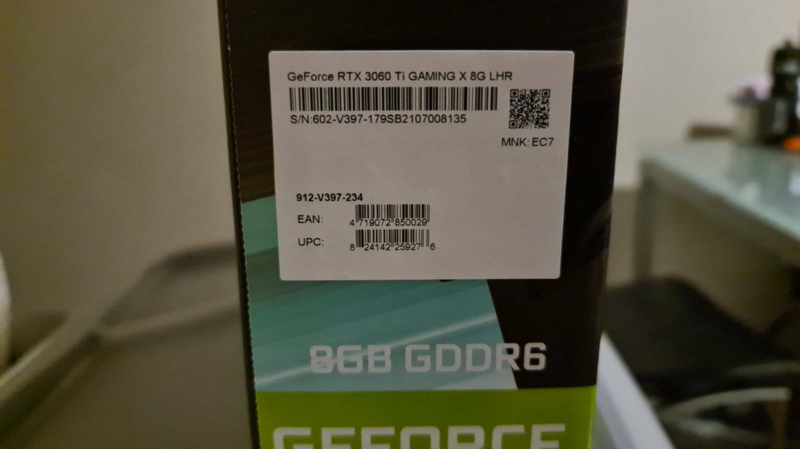 GeForce RTX 3060 Ti GAMING X 8G LHR
S/N:602-V397-179SB2107008135
MNK: EC7
912-V397-234
EAN: 4 719072 850029
UPC: 8 24142 25927 6
8GB GDDR6
GEFORCE